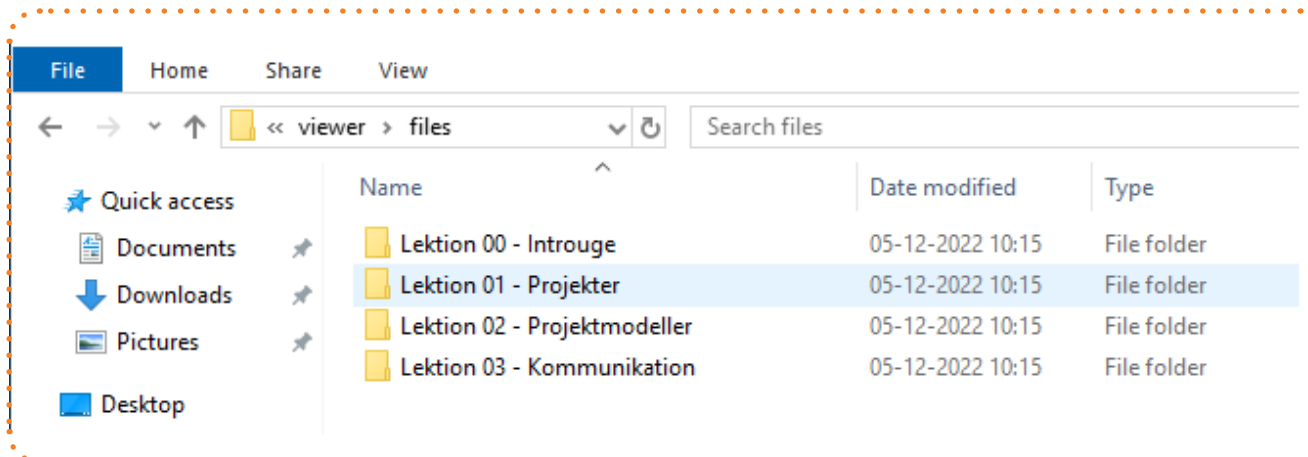 File Home Share View
« viewer › files Search files
Name Date modified Type
Quick access
Documents
Downloads
Pictures
Desktop
Lektion 00 - Introuge 05-12-2022 10:15 File folder
Lektion 01 - Projekter 05-12-2022 10:15 File folder
Lektion 02 - Projektmodeller 05-12-2022 10:15 File folder
Lektion 03 - Kommunikation 05-12-2022 10:15 File folder